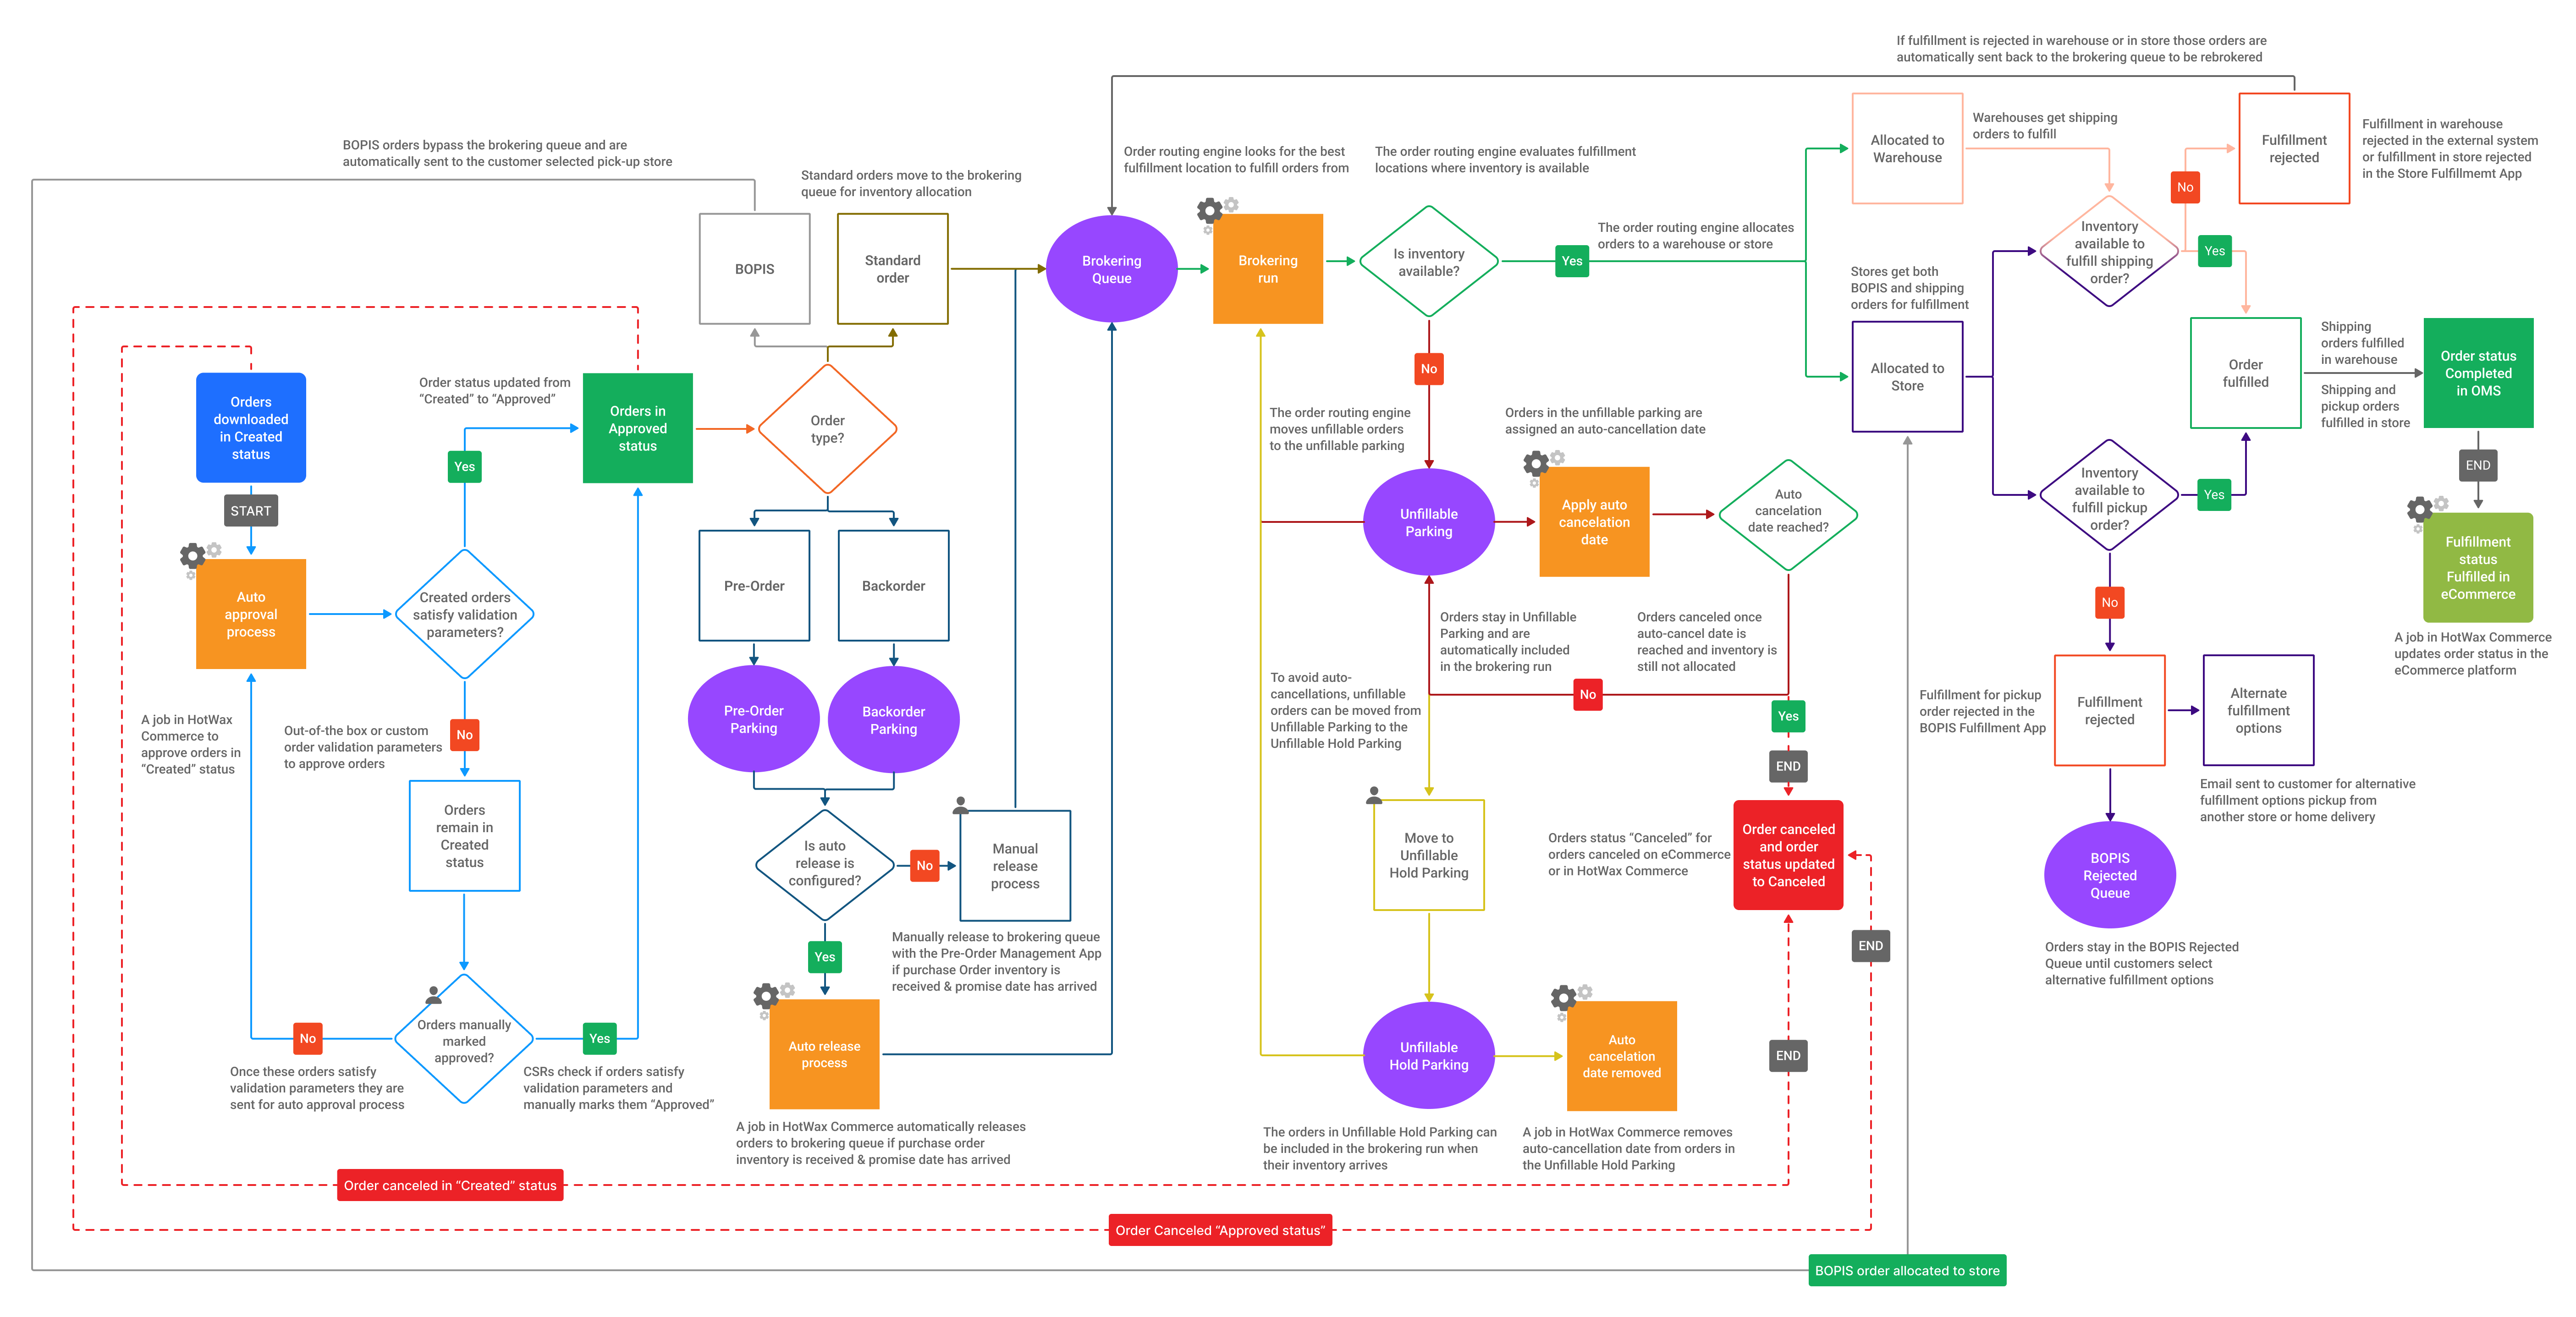 If fulfillment is rejected in warehouse or in store those orders are
automatically sent back to the brokering queue to be rebrokered
BOPIS orders bypass the brokering queue and are
automatically sent to the customer selected pick-up store
Standard orders move to the brokering
queue for inventory allocation
Order routing engine looks for the best
fulfillment location to fulfill orders from
The order routing engine evaluates fulfillment
locations where inventory is available
Allocated to
Warehouse
Warehouses get shipping
orders to fulfill
Fulfillment
rejected
Fulfillment in warehouse
rejected in the external system
or fulfillment in store rejected
in the Store Fulfillmemt App
No
BOPIS
Standard
order
Brokering
Queue
Brokering
run
Is inventory
available?
Yes
The order routing engine allocates
orders to a warehouse or store
Inventory
available to
fulfill shipping
order?
Yes
Stores get both
BOPIS and shipping
orders for fulfillment
Allocated to
Store
Order
fulfilled
Shipping
orders fulfilled
in warehouse
Shipping and
pickup orders
fulfilled in store
Order status
Completed
in OMS
END
Fulfillment
status
Fulfilled in
eCommerce
A job in HotWax Commerce
updates order status in the
eCommerce platform
Orders
downloaded
in Created
status
START
Auto
approval
process
Order status updated from
“Created” to “Approved”
Yes
Orders in
Approved
status
Order
type?
Created orders
satisfy validation
parameters?
A job in HotWax
Commerce to
approve orders in
“Created” status
Out-of-the box or custom
order validation parameters
to approve orders
No
Orders
remain in
Created
status
Orders manually
marked
approved?
No
Yes
Once these orders satisfy
validation parameters they are
sent for auto approval process
CSRs check if orders satisfy
validation parameters and
manually marks them “Approved”
Pre-Order
Backorder
Pre-Order
Parking
Backorder
Parking
Is auto
release is
configured?
No
Manual
release
process
Yes
Manually release to brokering queue
with the Pre-Order Management App
if purchase Order inventory is
received & promise date has arrived
Auto release
process
A job in HotWax Commerce automatically releases
orders to brokering queue if purchase order
inventory is received & promise date has arrived
No
The order routing engine
moves unfillable orders
to the unfillable parking
Orders in the unfillable parking are
assigned an auto-cancellation date
Unfillable
Parking
Apply auto
cancelation
date
Auto
cancelation
date reached?
Orders stay in Unfillable
Parking and are
automatically included
in the brokering run
Orders canceled once
auto-cancel date is
reached and inventory is
still not allocated
No
Yes
END
To avoid auto-
cancellations, unfillable
orders can be moved from
Unfillable Parking to the
Unfillable Hold Parking
Move to
Unfillable
Hold Parking
Orders status “Canceled” for
orders canceled on eCommerce
or in HotWax Commerce
Order canceled
and order
status updated
to Canceled
END
END
Unfillable
Hold Parking
Auto
cancelation
date removed
The orders in Unfillable Hold Parking can
be included in the brokering run when
their inventory arrives
A job in HotWax Commerce removes
auto-cancellation date from orders in
the Unfillable Hold Parking
Inventory
available to
fulfill pickup
order?
Yes
No
Fulfillment for pickup
order rejected in the
BOPIS Fulfillment App
Fulfillment
rejected
Alternate
fulfillment
options
Email sent to customer for alternative
fulfillment options pickup from
another store or home delivery
BOPIS
Rejected
Queue
Orders stay in the BOPIS Rejected
Queue until customers select
alternative fulfillment options
Order canceled in “Created” status
Order Canceled “Approved status”
BOPIS order allocated to store